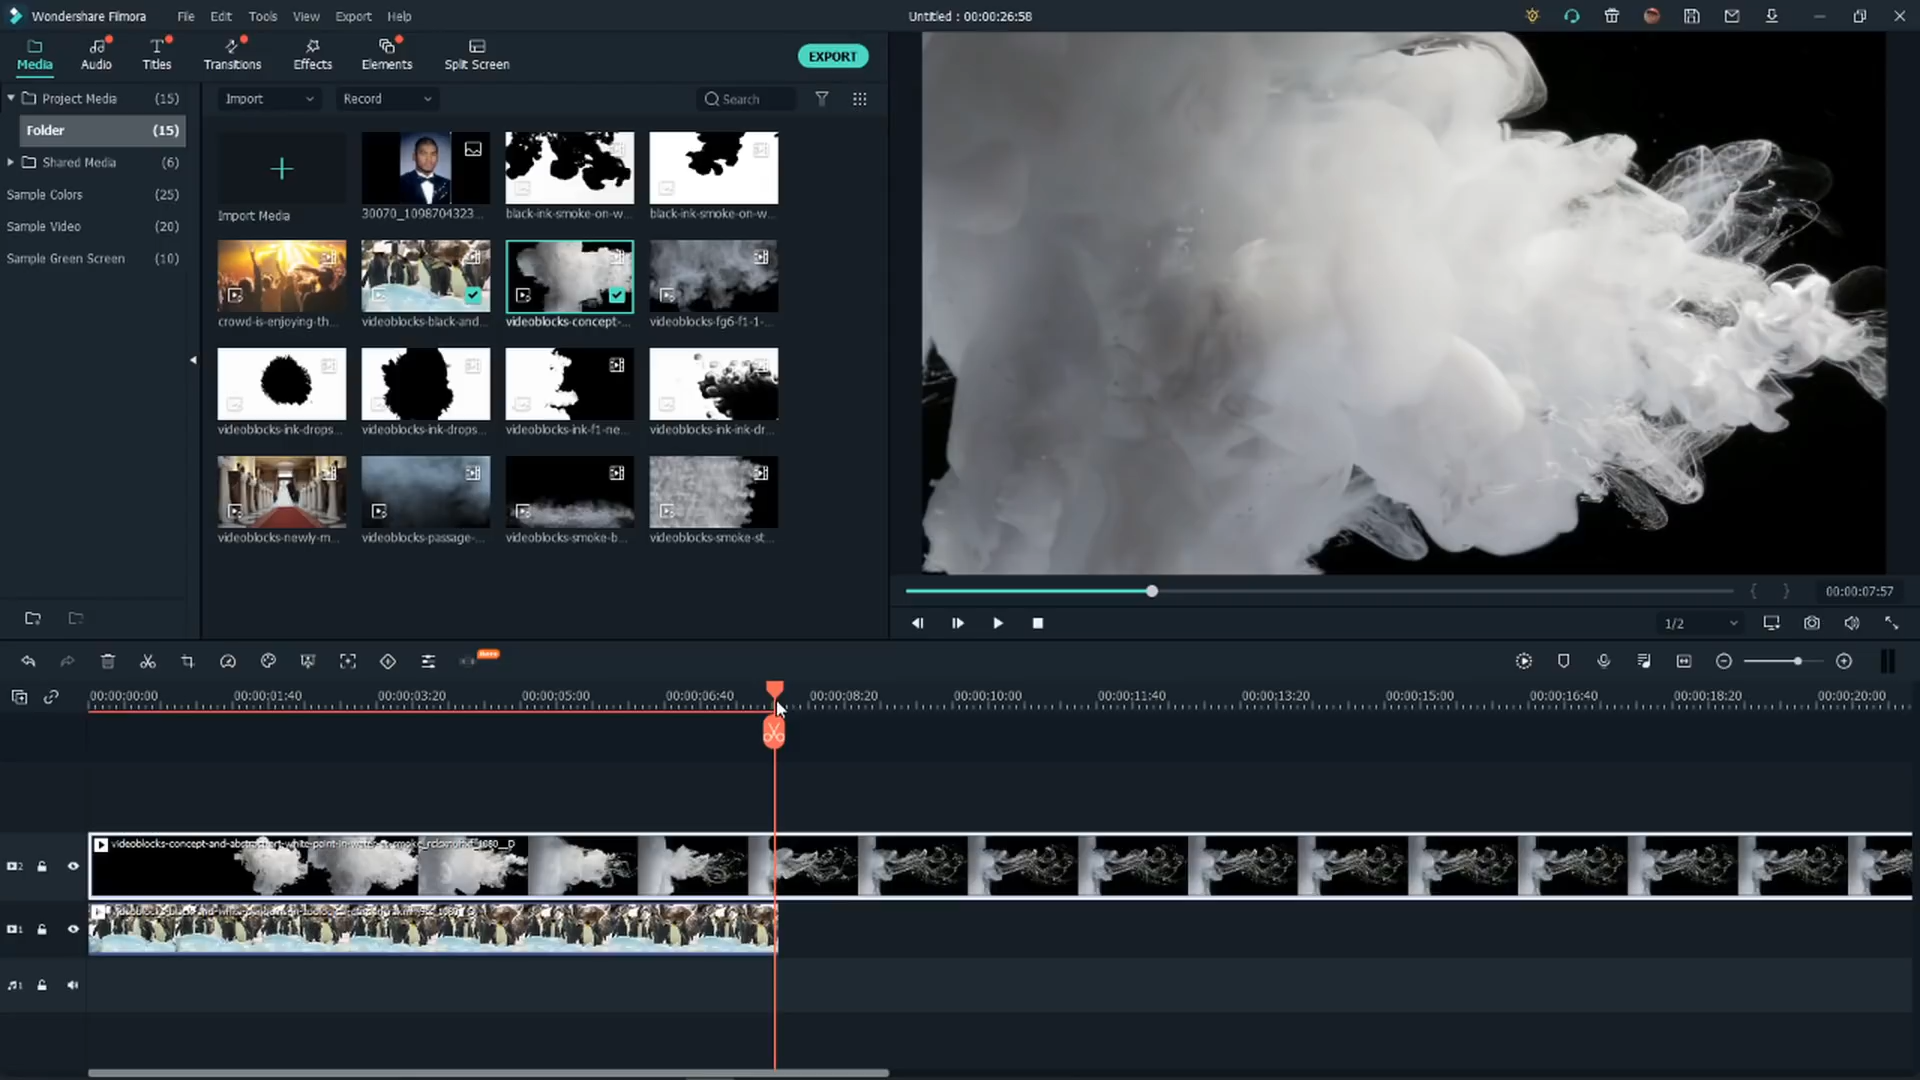 Wondershare Filmora File Edit Tools View Export Help Untitled : 00:00:26:58
Media Audio Titles Transitions Effects Elements Split Screen EXPORT
Project Media (15)
Folder (15)
Shared Media (6)
Sample Colors (25)
Sample Video (20)
Sample Green Screen (10)
Import Record Search
Import Media 30070_1098704323... black-ink-smoke-on-w... black-ink-smoke-on-w...
crowd-is-enjoying-th... videoblocks-black-and... videoblocks-concept-... videoblocks-fg6-f1-1-...
videoblocks-ink-drops... videoblocks-ink-drops... videoblocks-ink-f1-ne... videoblocks-ink-ink-dr...
videoblocks-newly-m... videoblocks-passage-... videoblocks-smoke-b... videoblocks-smoke-st...
{ } 00:00:07:57
1/2
00:00:00:00 00:00:01:40 00:00:03:20 00:00:05:00 00:00:06:40 00:00:08:20 00:00:10:00 00:00:11:40 00:00:13:20 00:00:15:00 00:00:16:40 00:00:18:20 00:00:20:00
2
1
1